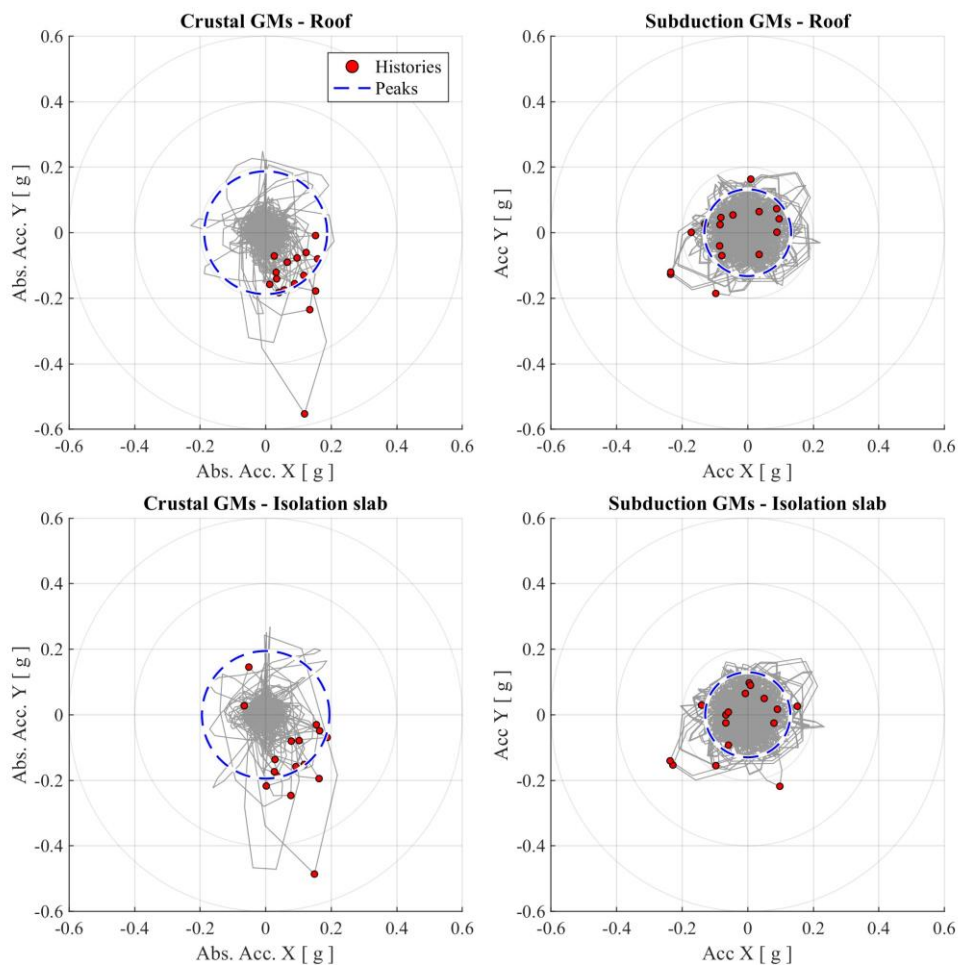 Crustal GMs - Roof
0.6
0.4
0.2
0
-0.2
-0.4
-0.6
Abs. Acc. Y [ g ]
Histories
Peaks
-0.6 -0.4 -0.2 0 0.2 0.4 0.6
Abs. Acc. X [ g ]
Subduction GMs - Roof
0.6
0.4
0.2
0
-0.2
-0.4
-0.6
Acc Y [ g ]
-0.6 -0.4 -0.2 0 0.2 0.4 0.6
Acc X [ g ]
Crustal GMs - Isolation slab
0.6
0.4
0.2
0
-0.2
-0.4
-0.6
Abs. Acc. Y [ g ]
-0.6 -0.4 -0.2 0 0.2 0.4 0.6
Abs. Acc. X [ g ]
Subduction GMs - Isolation slab
0.6
0.4
0.2
0
-0.2
-0.4
-0.6
Acc Y [ g ]
-0.6 -0.4 -0.2 0 0.2 0.4 0.6
Acc X [ g ]